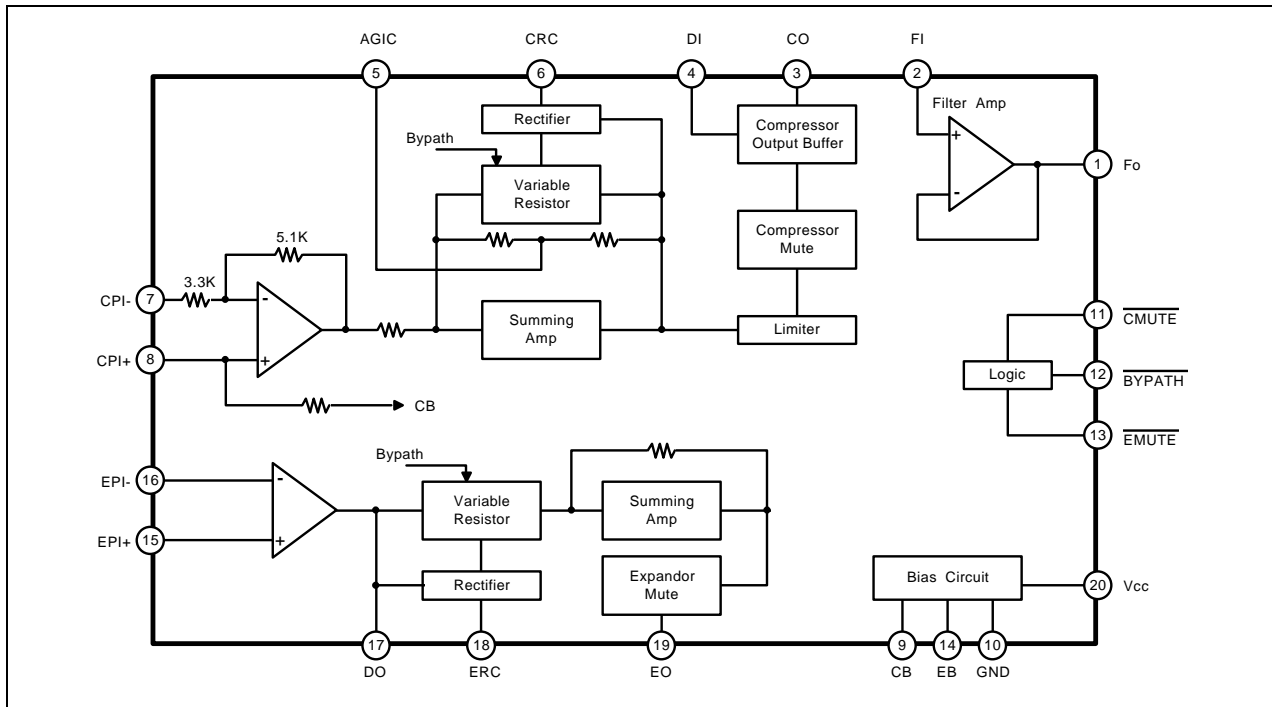 AGIC CRC DI CO FI
5 6 4 3 2
Rectifier
Compressor
Output Buffer
Filter Amp
+
-
1 Fo
Bypath
Variable
Resistor
Compressor
Mute
5.1K
3.3K
CPI- 7
-
+
CPI+ 8
Summing
Amp
Limiter
CB
11 CMUTE
Logic
12 BYPATH
13 EMUTE
Bypath
EPI- 16
-
+
EPI+ 15
Variable
Resistor
Summing
Amp
Rectifier
Expandor
Mute
Bias Circuit
20 Vcc
17 18 19 9 14 10
DO ERC EO CB EB GND